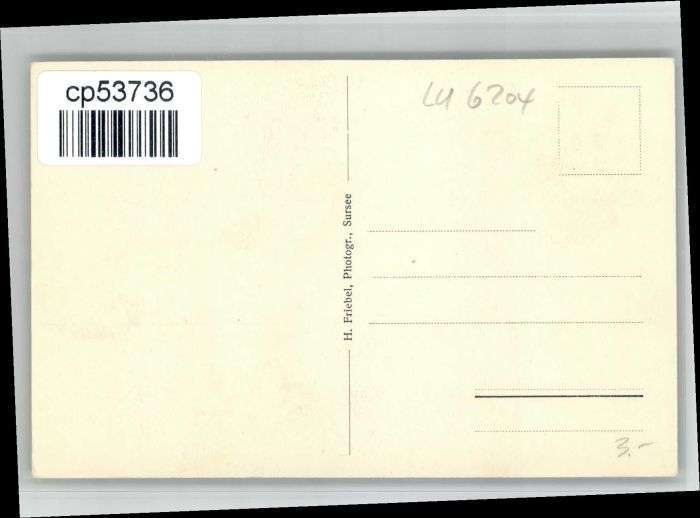 cp53736
LU 6204
H. Friebel, Photogr., Sursee
3.-